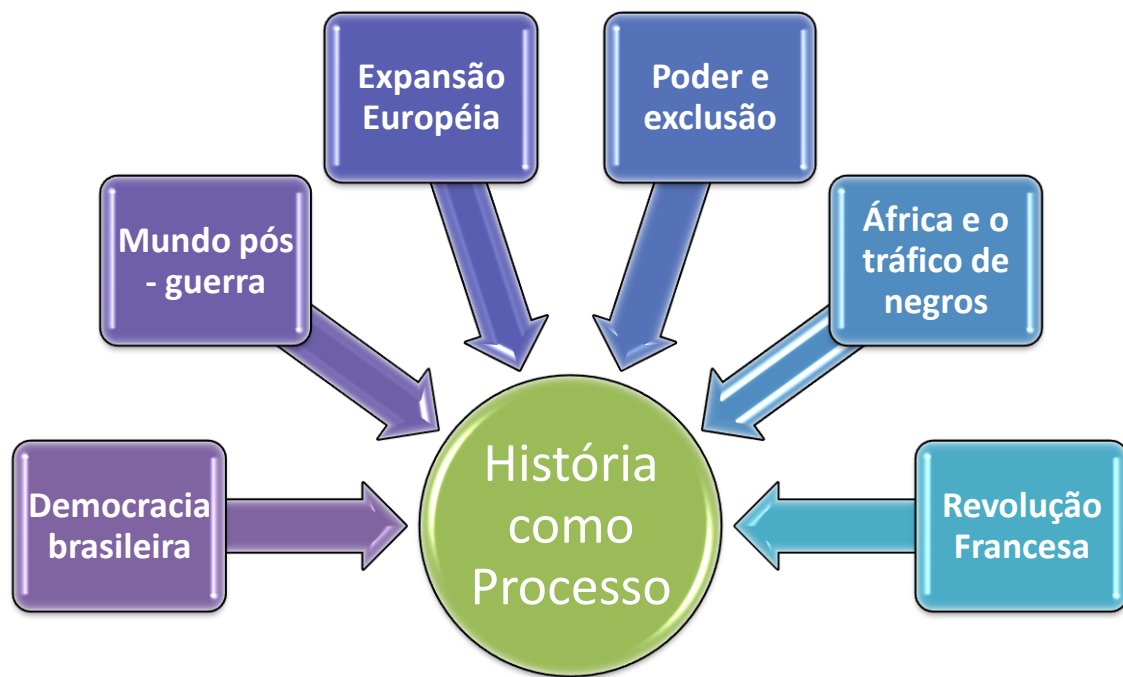 Expansão
Européia
Poder e
exclusão
Mundo pós
- guerra
África e o
tráfico de
negros
Democracia
brasileira
História
como
Processo
Revolução
Francesa